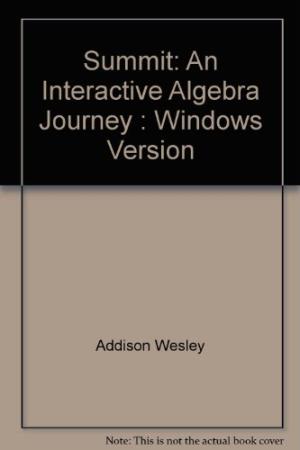 Summit: An
Interactive Algebra
Journey : Windows
Version
Addison Wesley
Note: This is not the actual book cover